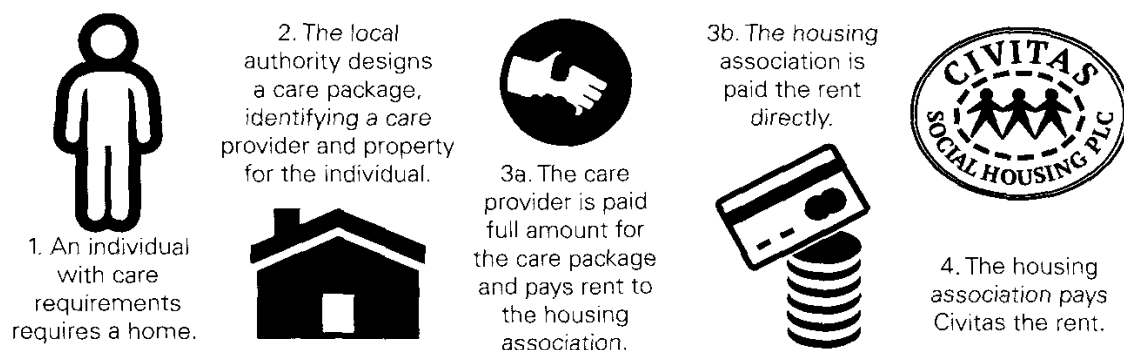 1. An individual
with care
requirements
requires a home.
2. The local
authority designs
a care package,
identifying a care
provider and property
for the individual.
3a. The care
provider is paid
full amount for
the care package
and pays rent to
the housing
association.
3b. The housing
association is
paid the rent
directly.
CIVITAS
SOCIAL HOUSING PLC
4. The housing
association pays
Civitas the rent.